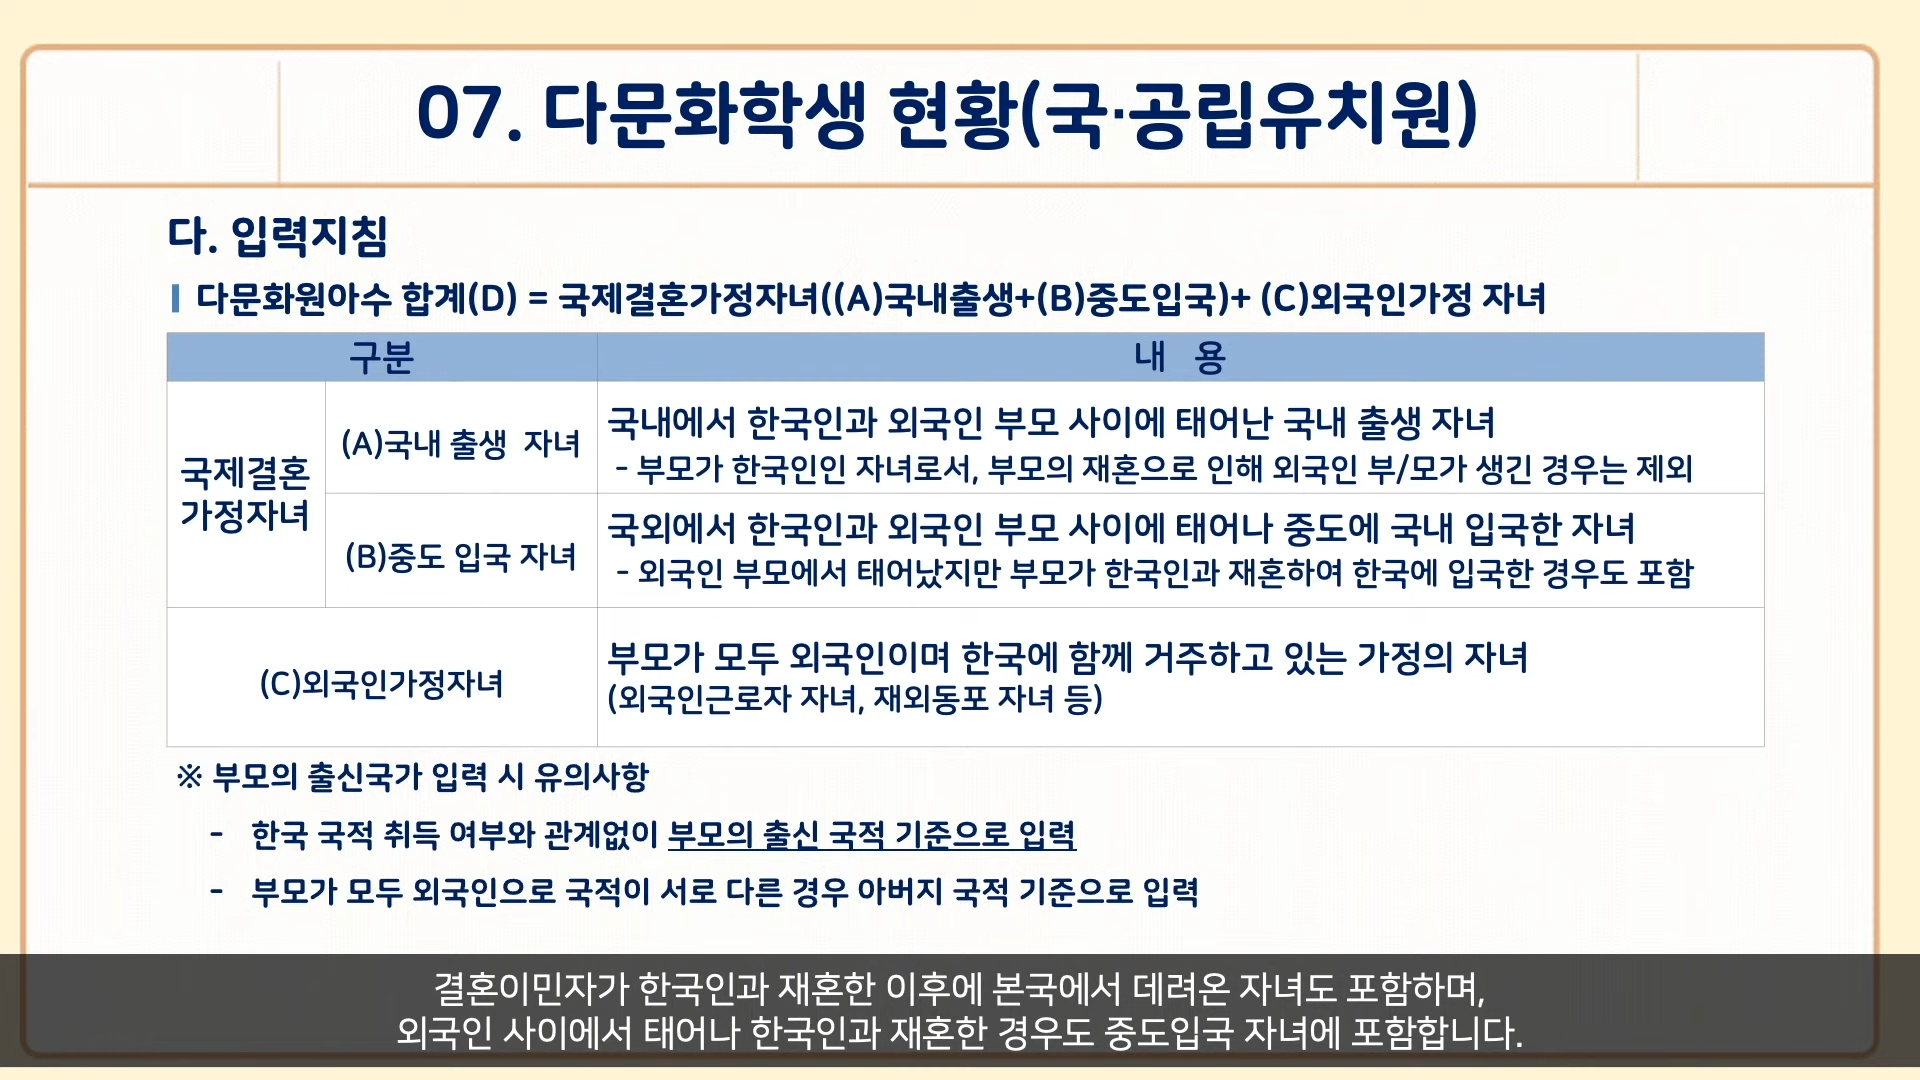 07. 다문화학생 현황(국·공립유치원)
다. 입력지침
다문화원아수 합계(D) = 국제결혼가정자녀((A)국내출생+(B)중도입국)+ (C)외국인가정 자녀
구분
내 용
국제결혼
가정자녀
(A)국내 출생 자녀
국내에서 한국인과 외국인 부모 사이에 태어난 국내 출생 자녀
- 부모가 한국인인 자녀로서, 부모의 재혼으로 인해 외국인 부/모가 생긴 경우는 제외
(B)중도 입국 자녀
국외에서 한국인과 외국인 부모 사이에 태어나 중도에 국내 입국한 자녀
- 외국인 부모에서 태어났지만 부모가 한국인과 재혼하여 한국에 입국한 경우도 포함
(C)외국인가정자녀
부모가 모두 외국인이며 한국에 함께 거주하고 있는 가정의 자녀
(외국인근로자 자녀, 재외동포 자녀 등)
※ 부모의 출신국가 입력 시 유의사항
- 한국 국적 취득 여부와 관계없이 부모의 출신 국적 기준으로 입력
- 부모가 모두 외국인으로 국적이 서로 다른 경우 아버지 국적 기준으로 입력
결혼이민자가 한국인과 재혼한 이후에 본국에서 데려온 자녀도 포함하며,
외국인 사이에서 태어나 한국인과 재혼한 경우도 중도입국 자녀에 포함합니다.